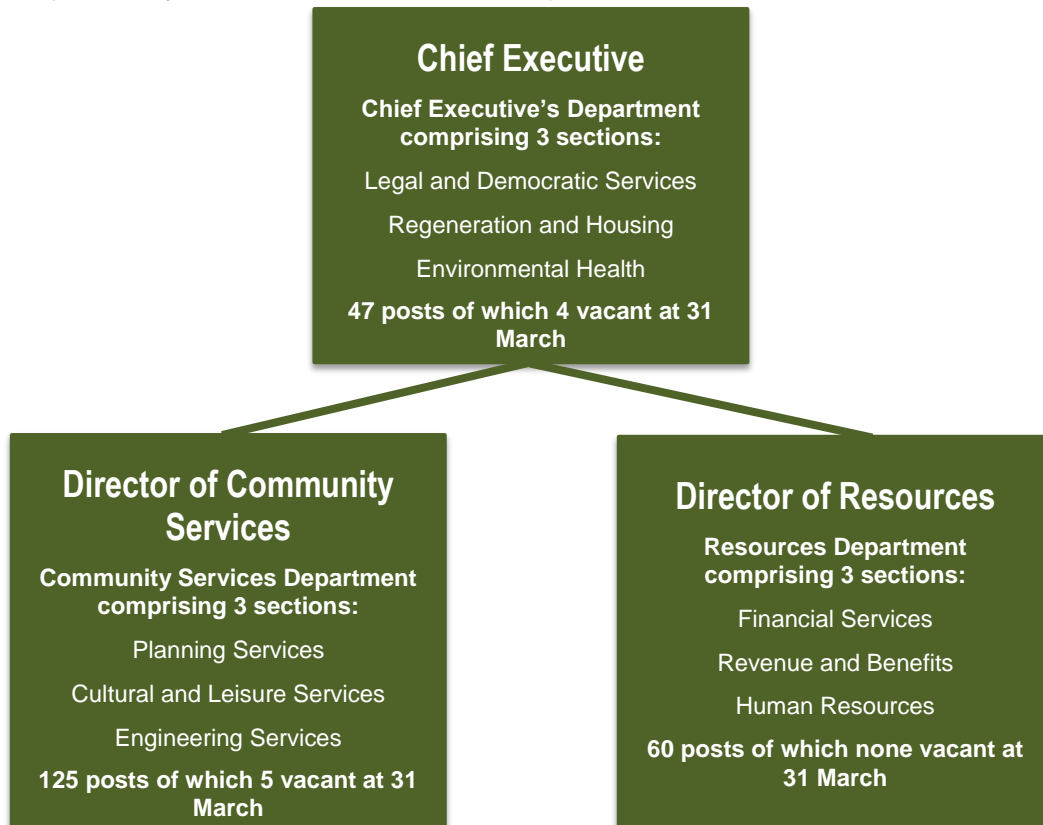 Chief Executive
Chief Executive’s Department
comprising 3 sections:
Legal and Democratic Services
Regeneration and Housing
Environmental Health
47 posts of which 4 vacant at 31
March
Director of Community
Services
Community Services Department
comprising 3 sections:
Planning Services
Cultural and Leisure Services
Engineering Services
125 posts of which 5 vacant at 31
March
Director of Resources
Resources Department
comprising 3 sections:
Financial Services
Revenue and Benefits
Human Resources
60 posts of which none vacant at
31 March